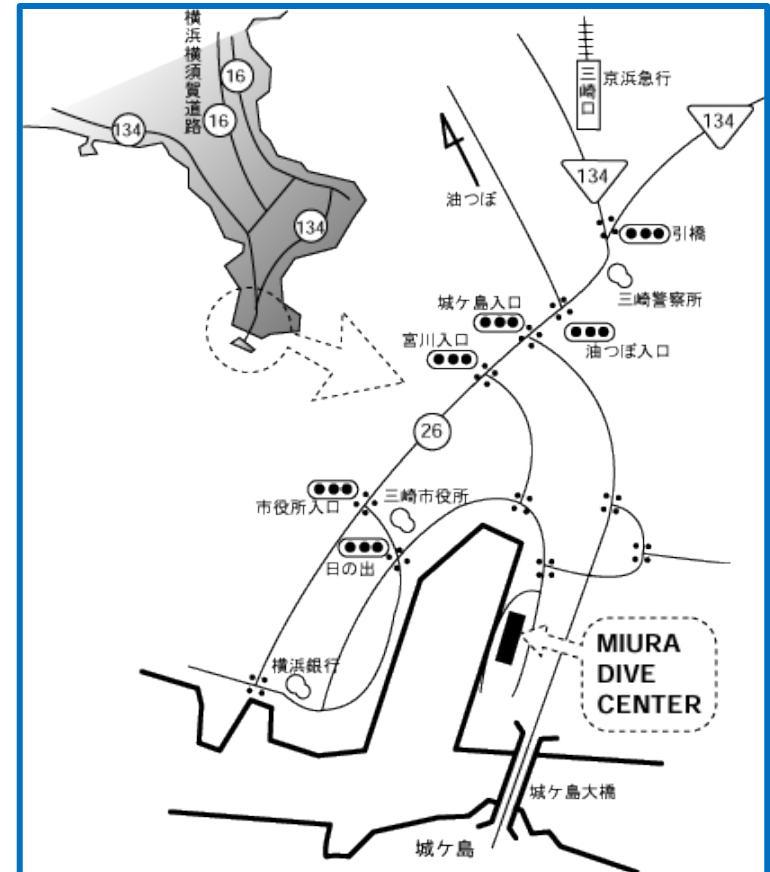 横浜横須賀道路
16
16
134
134
三崎口
京浜急行
134
134
油つぼ
引橋
三崎警察所
城ケ島入口
油つぼ入口
宮川入口
26
市役所入口
三崎市役所
日の出
横浜銀行
MIURA
DIVE
CENTER
城ケ島大橋
城ケ島